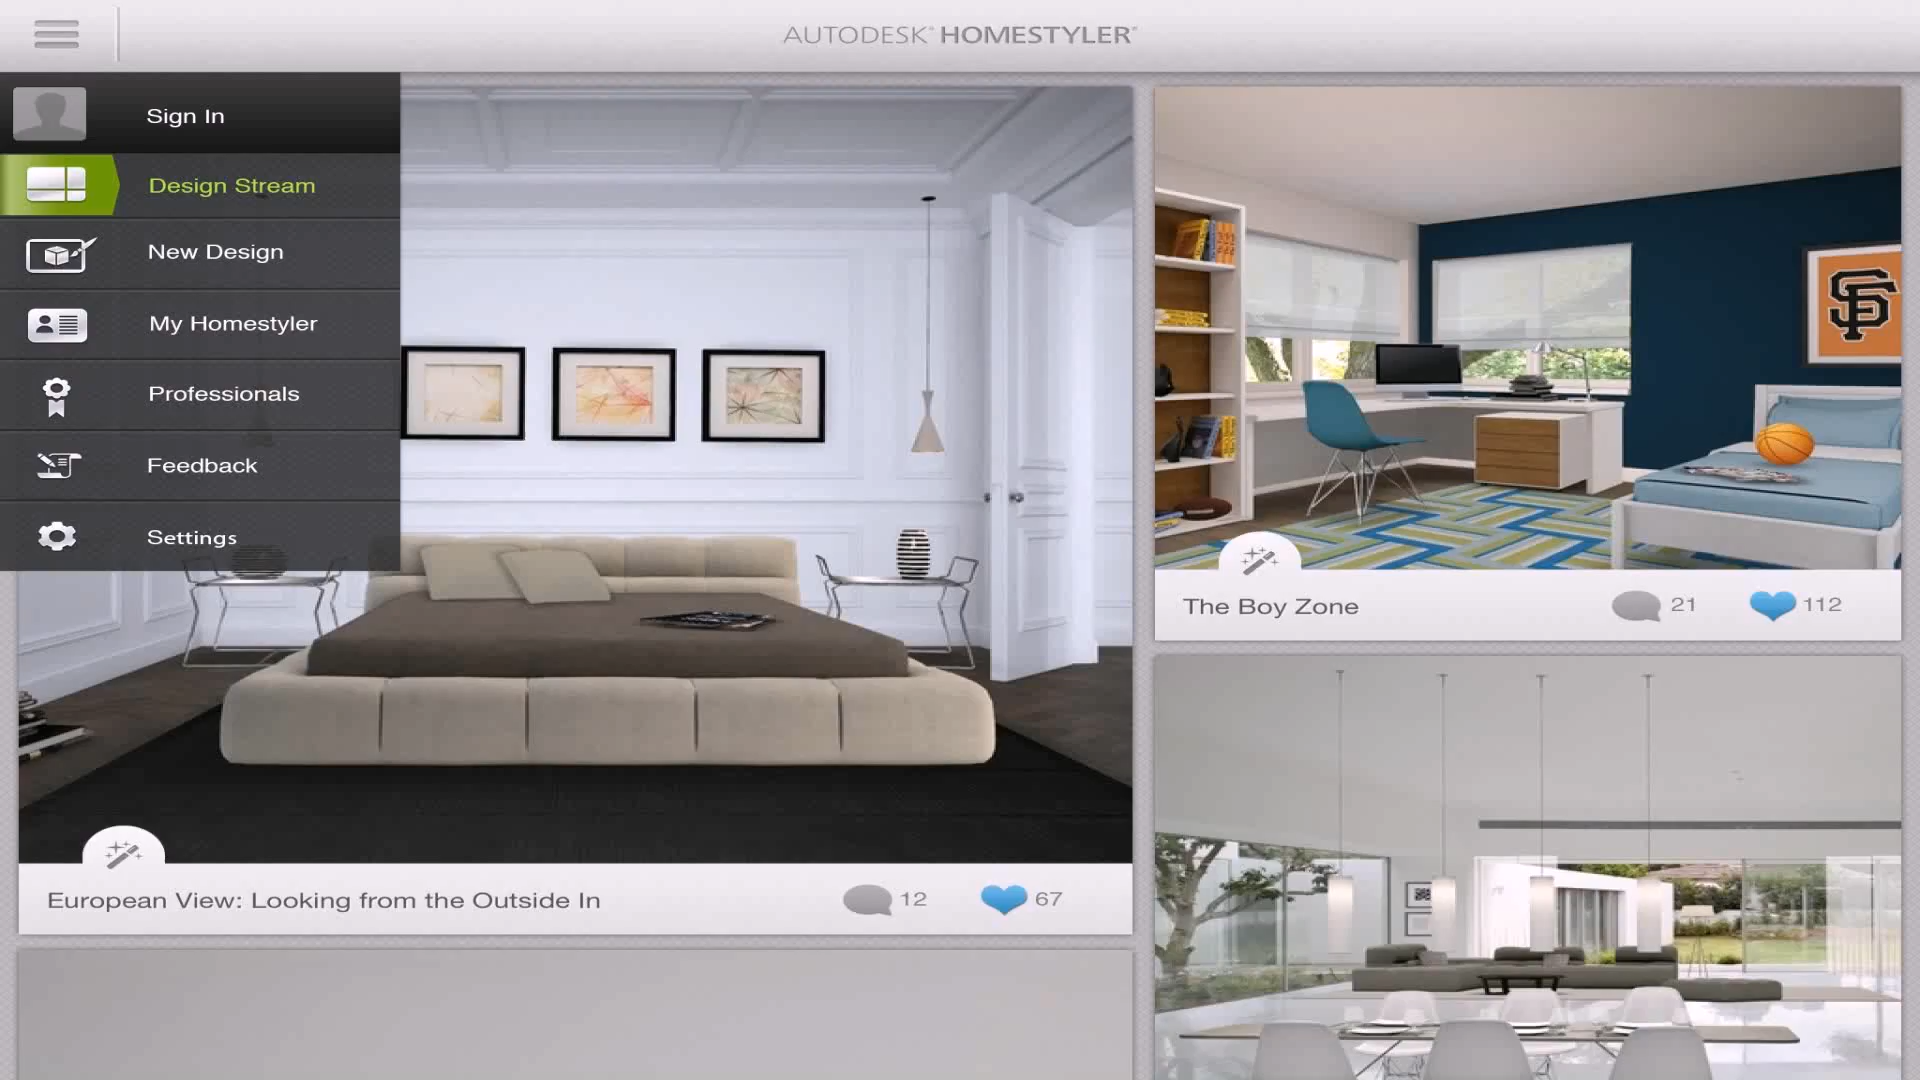 AUTODESK® HOMESTYLER®
Sign In
Design Stream
New Design
My Homestyler
Professionals
Feedback
Settings
SF
The Boy Zone
21
112
European View: Looking from the Outside In
12
67